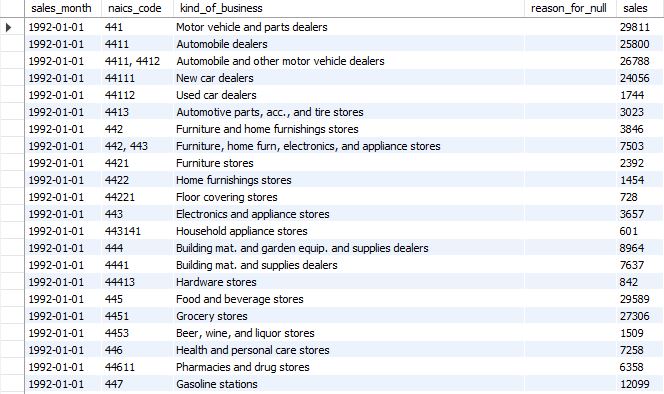 sales_month naics_code kind_of_business reason_for_null sales
1992-01-01 441 Motor vehicle and parts dealers 29811
1992-01-01 4411 Automobile dealers 25800
1992-01-01 4411, 4412 Automobile and other motor vehicle dealers 26788
1992-01-01 44111 New car dealers 24056
1992-01-01 44112 Used car dealers 1744
1992-01-01 4413 Automotive parts, acc., and tire stores 3023
1992-01-01 442 Furniture and home furnishings stores 3846
1992-01-01 442, 443 Furniture, home furn, electronics, and appliance stores 7503
1992-01-01 4421 Furniture stores 2392
1992-01-01 4422 Home furnishings stores 1454
1992-01-01 44221 Floor covering stores 728
1992-01-01 443 Electronics and appliance stores 3657
1992-01-01 443141 Household appliance stores 601
1992-01-01 444 Building mat. and garden equip. and supplies dealers 8964
1992-01-01 4441 Building mat. and supplies dealers 7637
1992-01-01 44413 Hardware stores 842
1992-01-01 445 Food and beverage stores 29589
1992-01-01 4451 Grocery stores 27306
1992-01-01 4453 Beer, wine, and liquor stores 1509
1992-01-01 446 Health and personal care stores 7258
1992-01-01 44611 Pharmacies and drug stores 6358
1992-01-01 447 Gasoline stations 12099